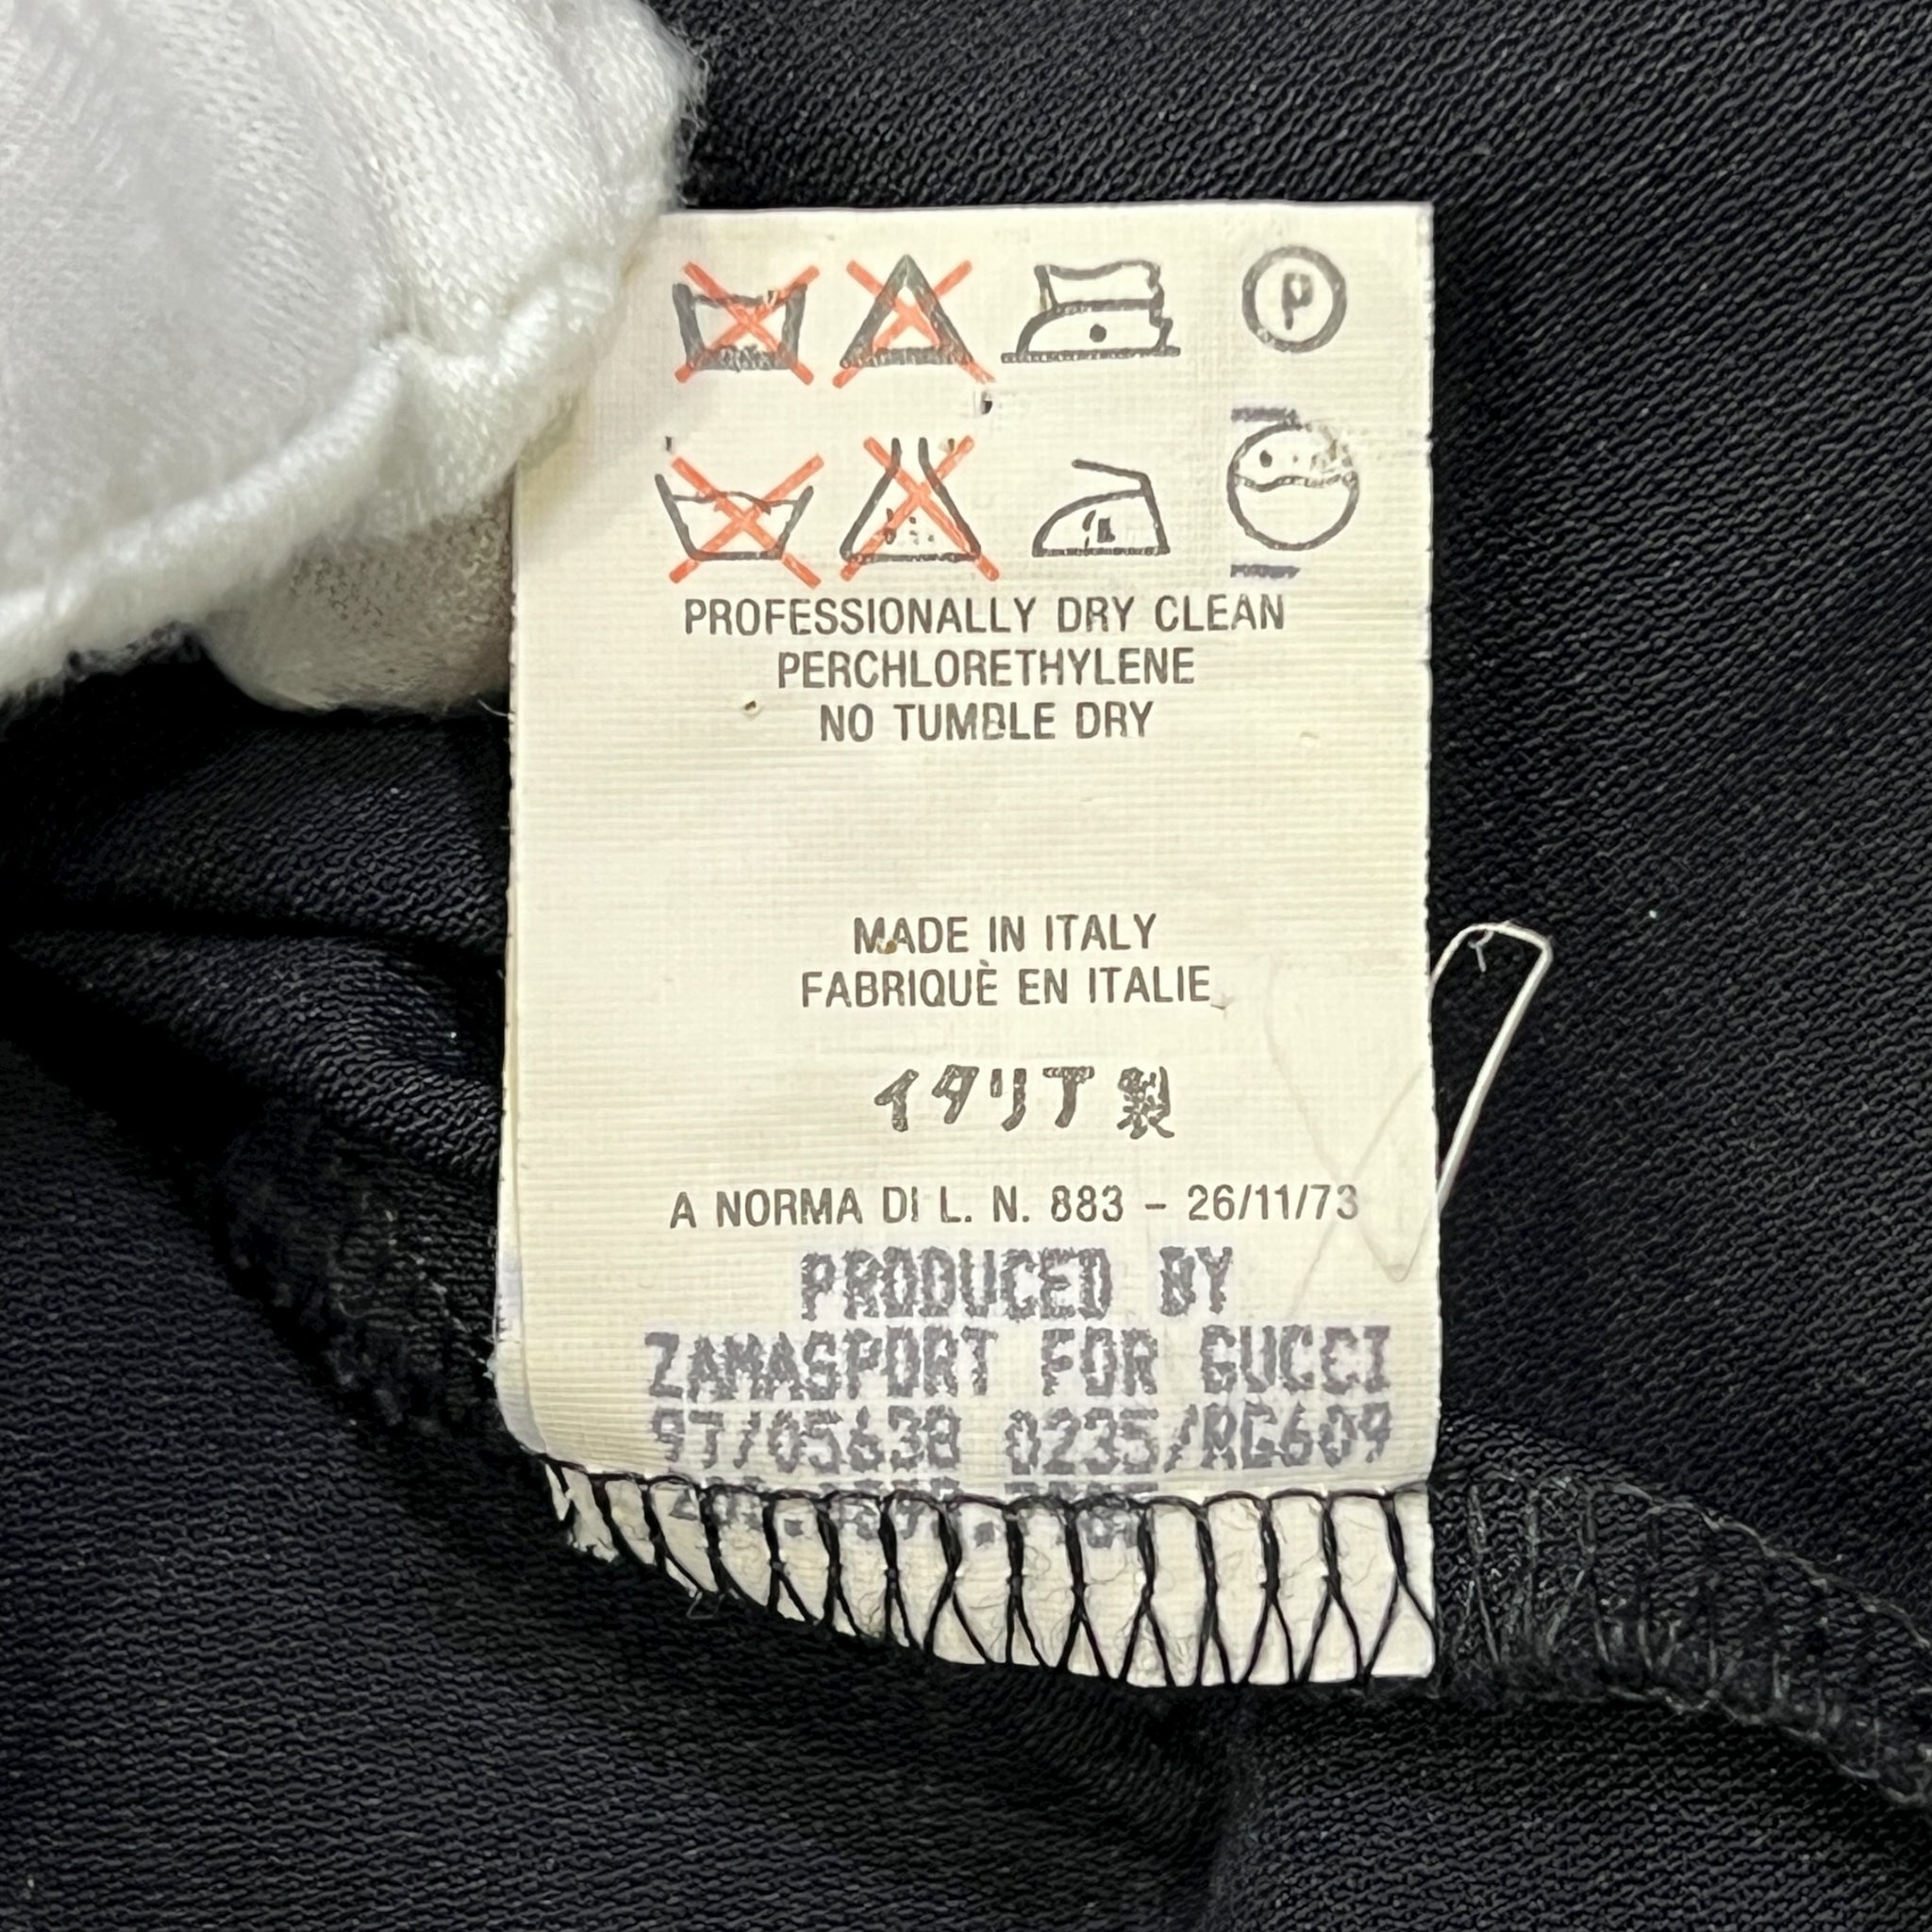 P
PROFESSIONALLY DRY CLEAN
PERCHLORETHYLENE
NO TUMBLE DRY
MADE IN ITALY
FABRIQUÈ EN ITALIE
イタリア製
A NORMA DI L. N. 883 – 26/11/73
PRODUCED BY
ZAMASPORT FOR GUCCI
97/05638 0235/RG609